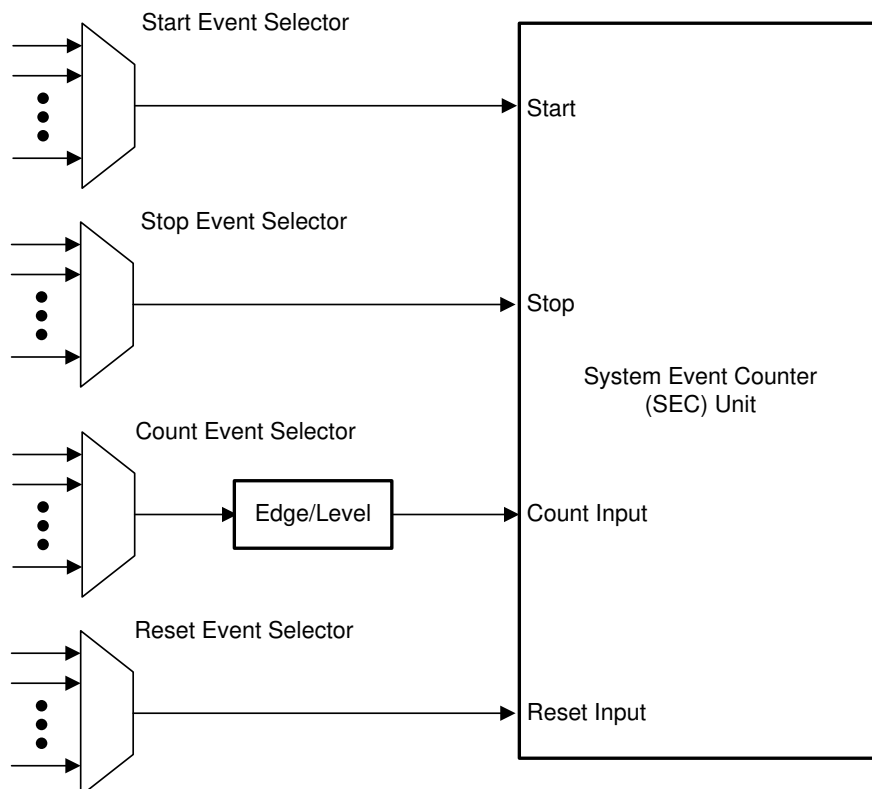 Start Event Selector
Start
Stop Event Selector
Stop
System Event Counter
(SEC) Unit
Count Event Selector
Edge/Level
Count Input
Reset Event Selector
Reset Input